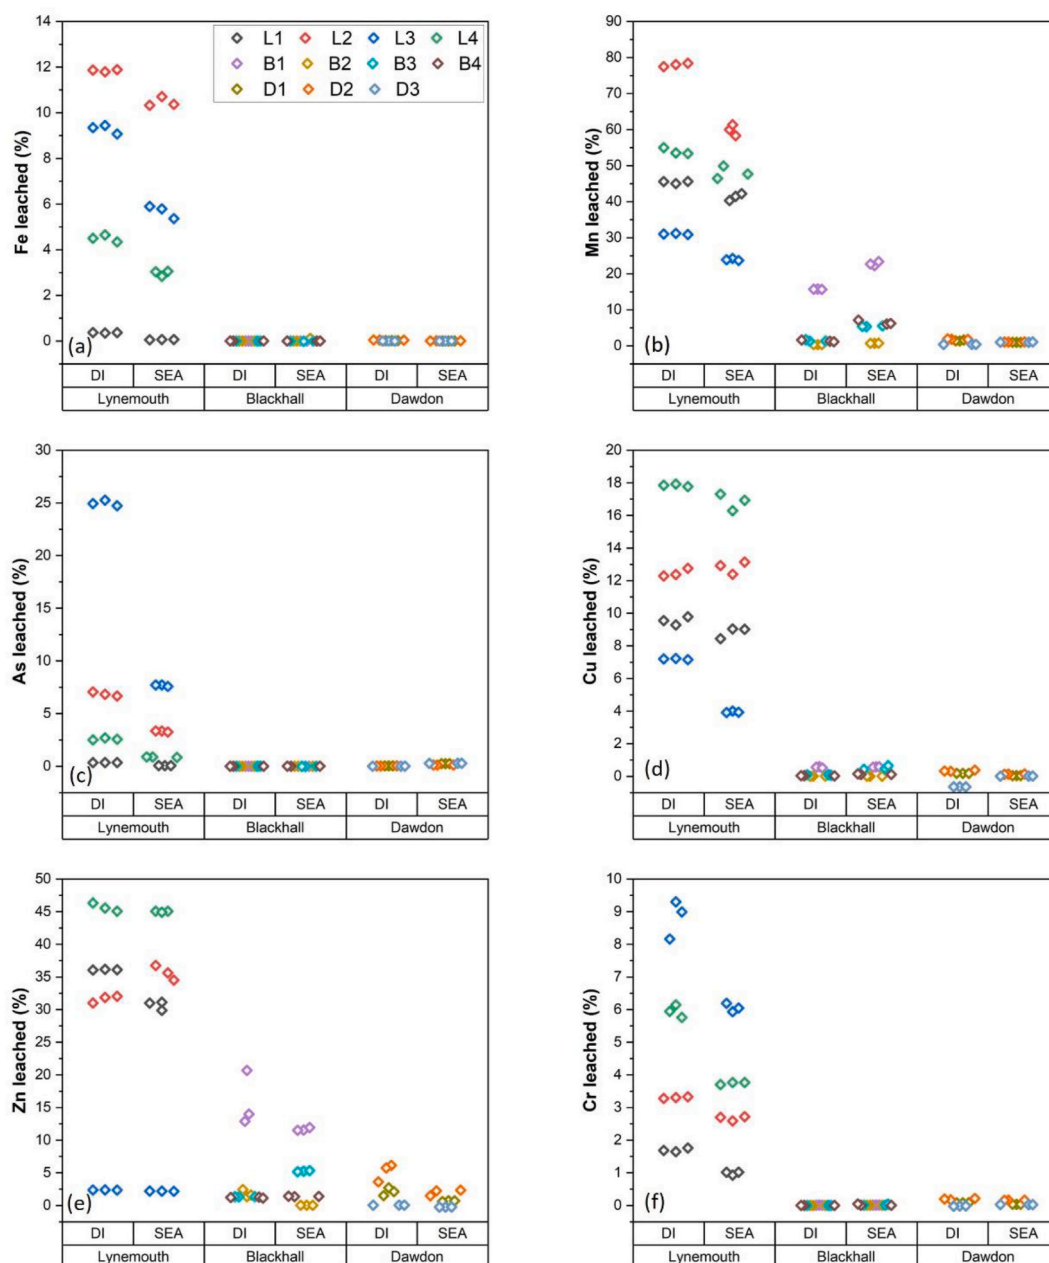 14
12
10
8
6
4
2
0
Fe leached (%)
L1 L2 L3 L4
B1 B2 B3 B4
D1 D2 D3
(a)
DI SEA DI SEA DI SEA
Lynemouth Blackhall Dawdon
90
80
70
60
50
40
30
20
10
0
Mn leached (%)
(b)
DI SEA DI SEA DI SEA
Lynemouth Blackhall Dawdon
30
25
20
15
10
5
0
As leached (%)
(c)
DI SEA DI SEA DI SEA
Lynemouth Blackhall Dawdon
20
18
16
14
12
10
8
6
4
2
0
Cu leached (%)
(d)
DI SEA DI SEA DI SEA
Lynemouth Blackhall Dawdon
50
45
40
35
30
25
20
15
10
5
0
Zn leached (%)
(e)
DI SEA DI SEA DI SEA
Lynemouth Blackhall Dawdon
10
9
8
7
6
5
4
3
2
1
0
Cr leached (%)
(f)
DI SEA DI SEA DI SEA
Lynemouth Blackhall Dawdon